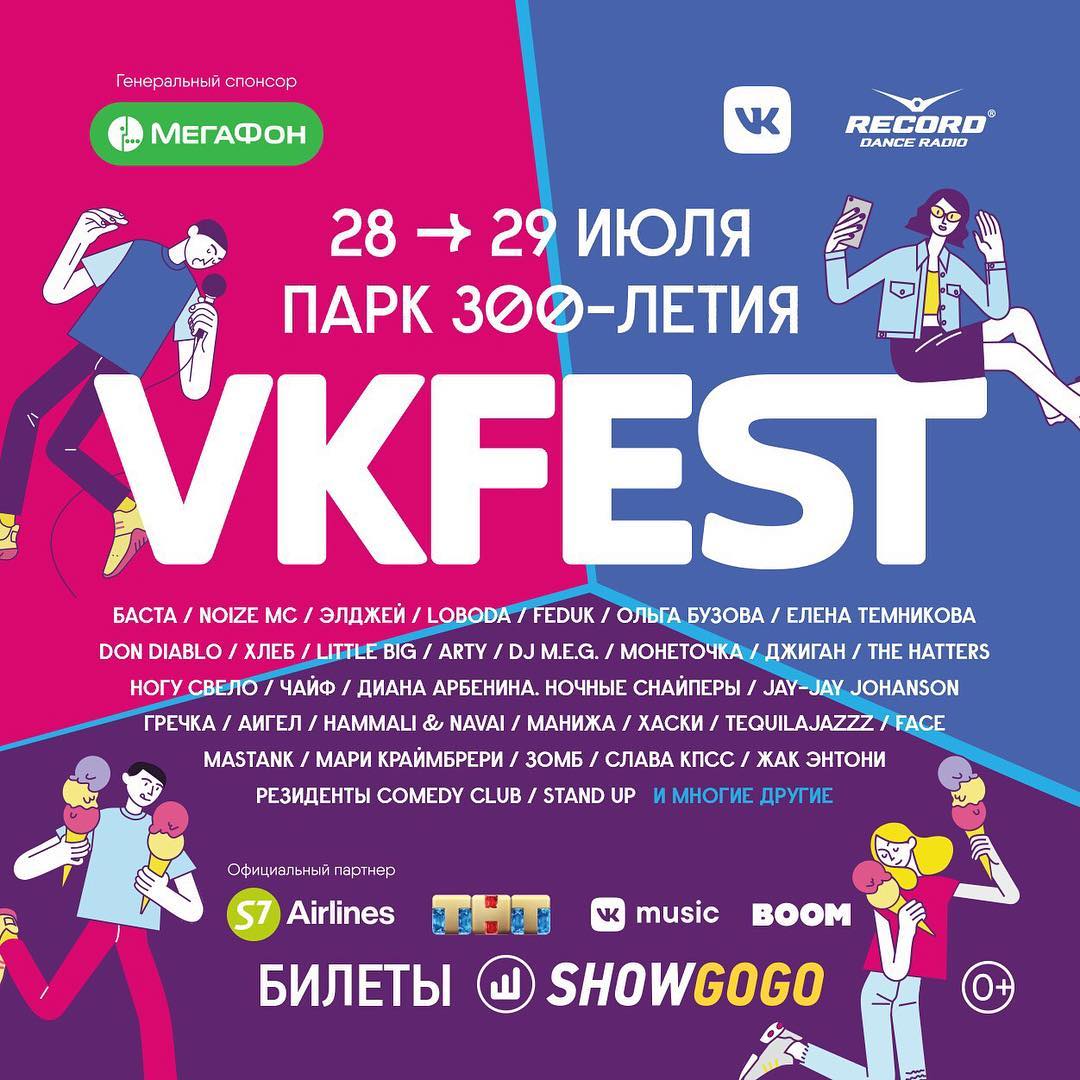 Генеральный спонсор
МЕГАФОН
VK
RECORD®
DANCE RADIO
28 → 29 ИЮЛЯ
ПАРК 300-ЛЕТИЯ
VKFEST
БАСТА / NOIZE MC / ЭЛДЖЕЙ / LOBODA / FEDUK / ОЛЬГА БУЗОВА / ЕЛЕНА ТЕМНИКОВА
DON DIABLO / ХЛЕБ / LITTLE BIG / ARTY / DJ M.E.G. / МОНЕТОЧКА / ДЖИГАН / THE HATTERS
НОГУ СВЕЛО / ЧАЙФ / ДИАНА АРБЕНИНА. НОЧНЫЕ СНАЙПЕРЫ / JAY-JAY JOHANSON
ГРЕЧКА / АИГЕЛ / HAMMALI & NAVAI / МАНИЖА / ХАСКИ / TEQUILAJAZZZ / FACE
MASTANK / МАРИ КРАЙМБРЕРИ / ЗОМБ / СЛАВА КПСС / ЖАК ЭНТОНИ
РЕЗИДЕНТЫ COMEDY CLUB / STAND UP И МНОГИЕ ДРУГИЕ
Официальный партнер
S7 Airlines ТНТ VK music BOOM
БИЛЕТЫ SHOWGOGO 0+